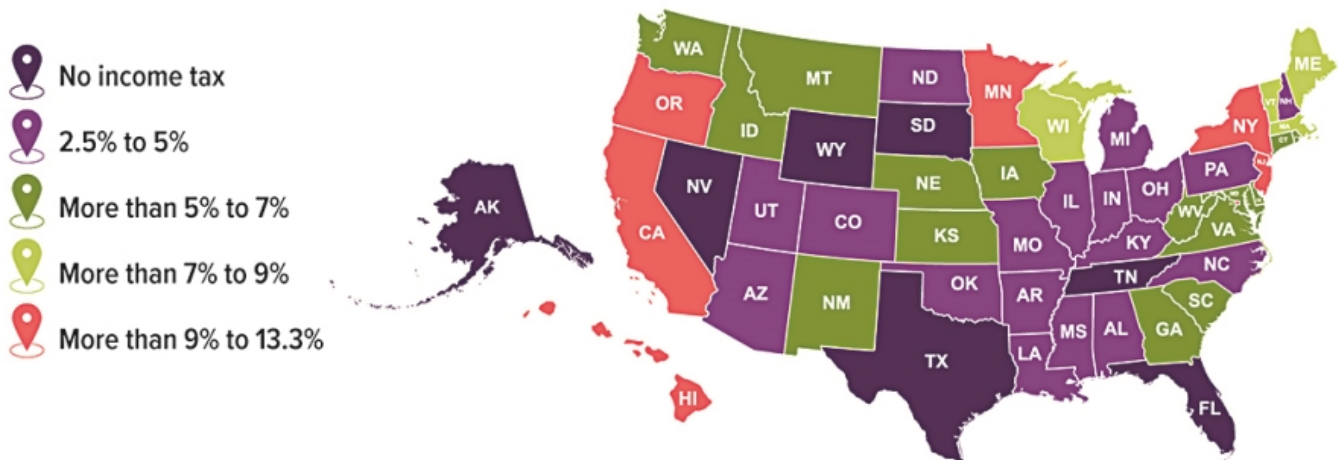 No income tax
2.5% to 5%
More than 5% to 7%
More than 7% to 9%
More than 9% to 13.3%
WA
MT
ND
MN
ME
OR
ID
SD
WI
VT
NH
NY
MA
CT
WY
MI
NV
NE
IA
PA
NJ
AK
UT
CO
IL
IN
OH
WV
VA
CA
KS
MO
KY
AZ
NM
OK
AR
TN
NC
SC
MS
AL
GA
TX
LA
HI
FL